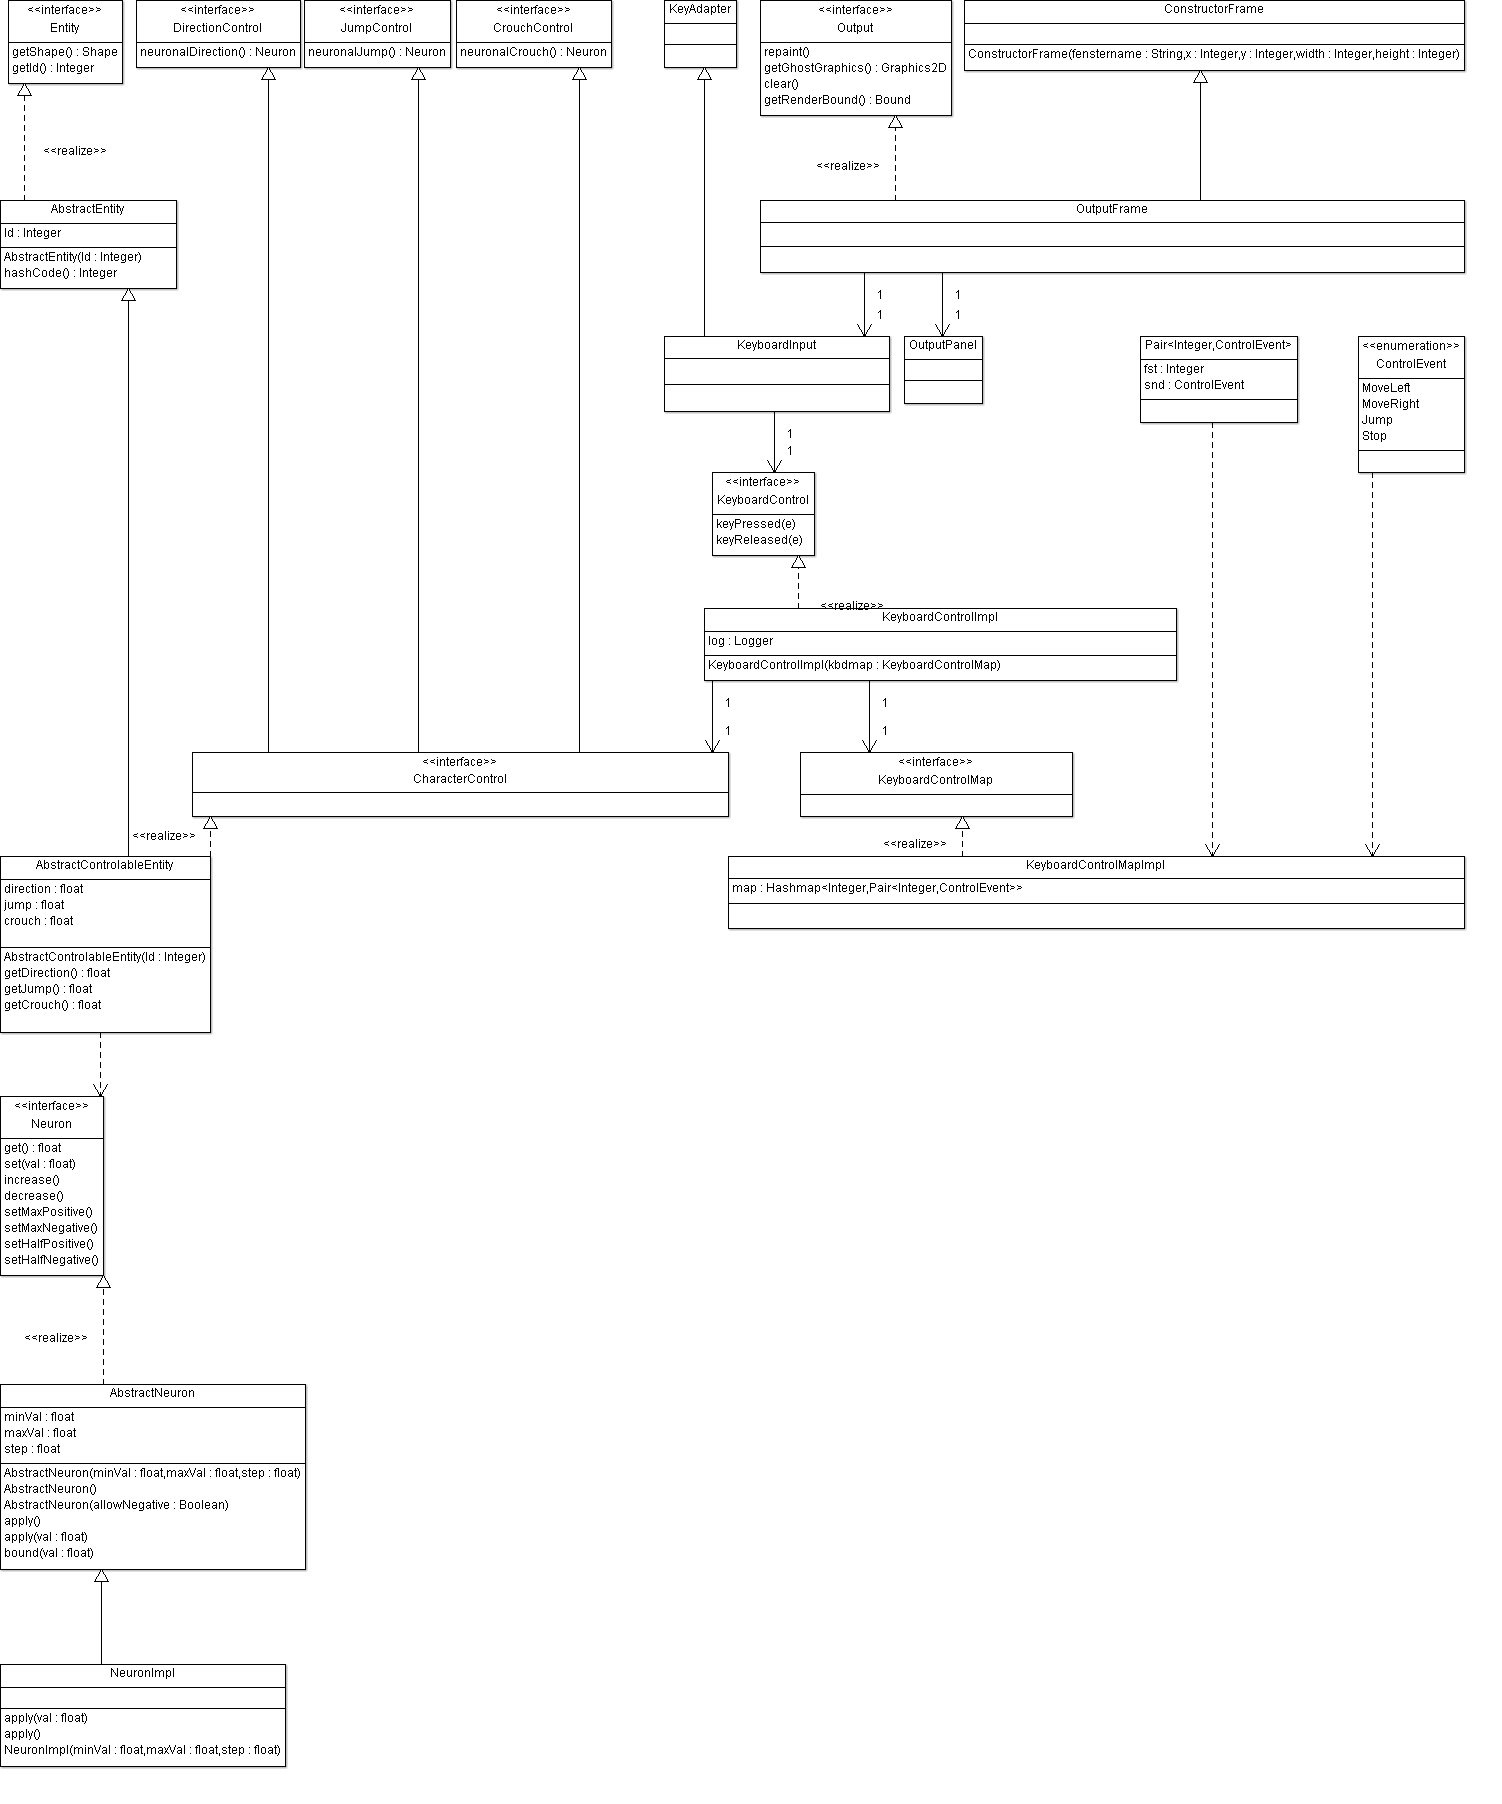 <<interface>>
Entity
getShape() : Shape
getId() : Integer
<<interface>>
DirectionControl
neuronalDirection() : Neuron
<<interface>>
JumpControl
neuronalJump() : Neuron
<<interface>>
CrouchControl
neuronalCrouch() : Neuron
KeyAdapter
<<interface>>
Output
repaint()
getGhostGraphics() : Graphics2D
clear()
getRenderBound() : Bound
ConstructorFrame
ConstructorFrame(fenstername : String,x : Integer,y : Integer,width : Integer,height : Integer)
<<realize>>
<<realize>>
AbstractEntity
Id : Integer
AbstractEntity(Id : Integer)
hashCode() : Integer
OutputFrame
1
1
1
1
KeyboardInput
OutputPanel
Pair<Integer,ControlEvent>
fst : Integer
snd : ControlEvent
<<enumeration>>
ControlEvent
MoveLeft
MoveRight
Jump
Stop
1
1
<<interface>>
KeyboardControl
keyPressed(e)
keyReleased(e)
<<realize>>
KeyboardControlImpl
log : Logger
KeyboardControlImpl(kbdmap : KeyboardControlMap)
1
1
1
1
<<interface>>
CharacterControl
<<interface>>
KeyboardControlMap
<<realize>>
<<realize>>
AbstractControlableEntity
direction : float
jump : float
crouch : float
AbstractControlableEntity(Id : Integer)
getDirection() : float
getJump() : float
getCrouch() : float
KeyboardControlMapImpl
map : Hashmap<Integer,Pair<Integer,ControlEvent>>
<<interface>>
Neuron
get() : float
set(val : float)
increase()
decrease()
setMaxPositive()
setMaxNegative()
setHalfPositive()
setHalfNegative()
<<realize>>
AbstractNeuron
minVal : float
maxVal : float
step : float
AbstractNeuron(minVal : float,maxVal : float,step : float)
AbstractNeuron()
AbstractNeuron(allowNegative : Boolean)
apply()
apply(val : float)
bound(val : float)
NeuronImpl
apply(val : float)
apply()
NeuronImpl(minVal : float,maxVal : float,step : float)